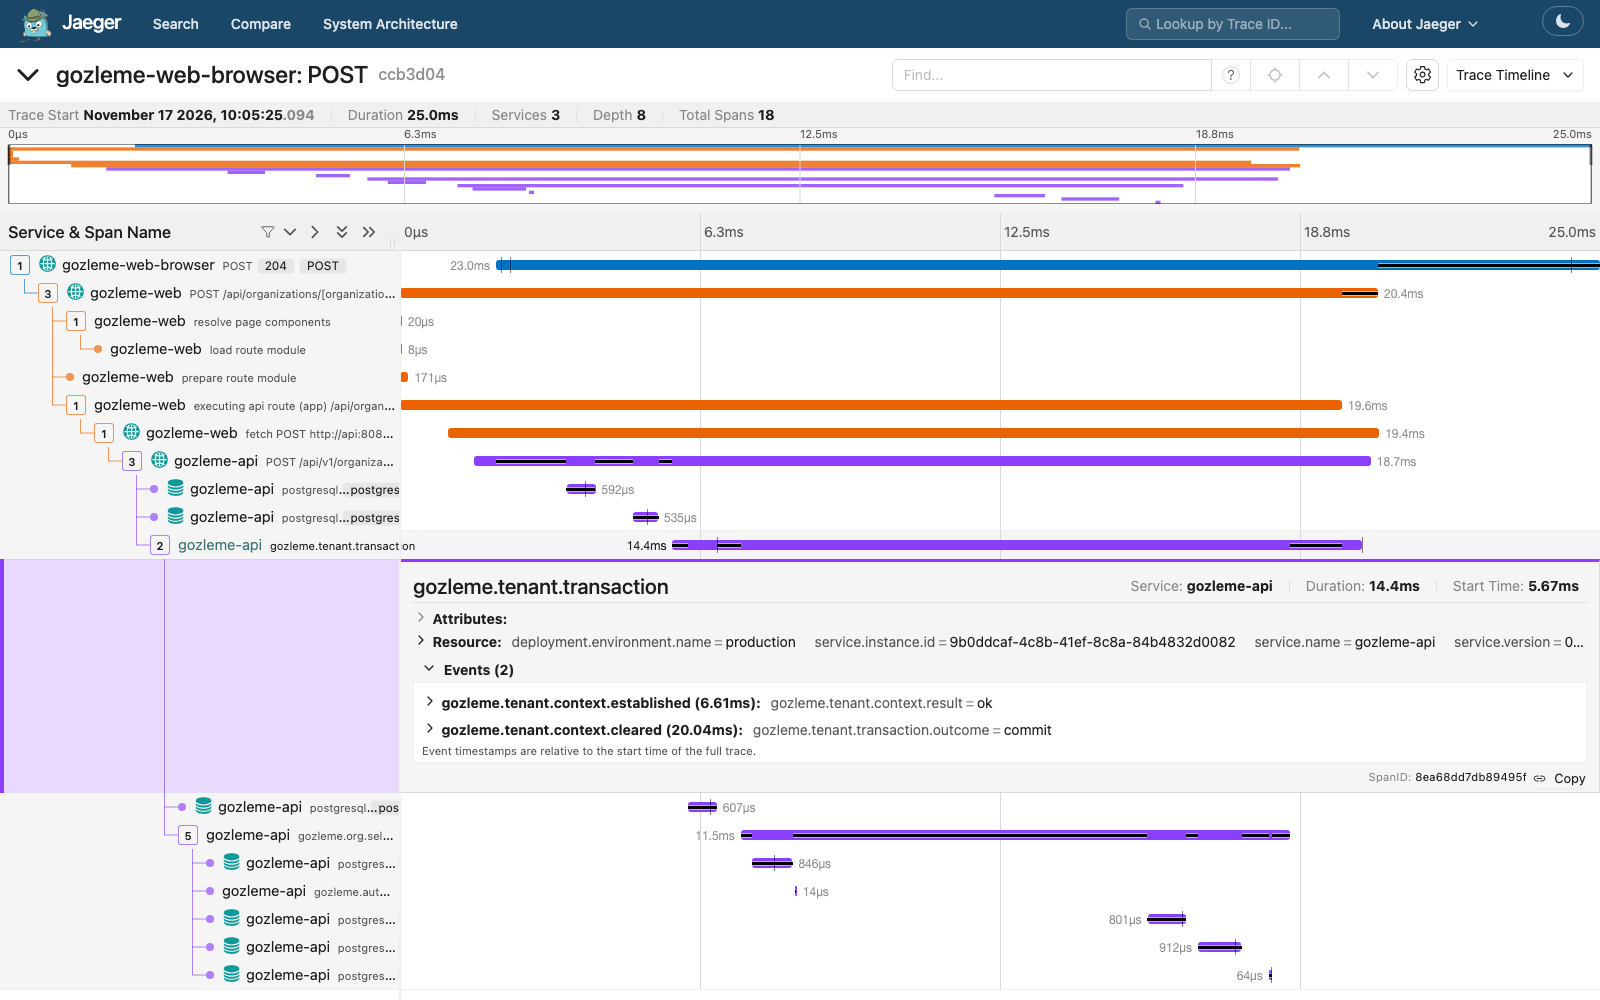 Jaeger Search Compare System Architecture Lookup by Trace ID... About Jaeger
gozleme-web-browser: POST ccb3d04 Find... ? Trace Timeline
Trace Start November 17 2026, 10:05:25.094 Duration 25.0ms Services 3 Depth 8 Total Spans 18
0μs 6.3ms 12.5ms 18.8ms 25.0ms
Service & Span Name 0μs 6.3ms 12.5ms 18.8ms 25.0ms
1 gozleme-web-browser POST 204 POST 23.0ms
3 gozleme-web POST /api/organizations/[organizatio... 20.4ms
1 gozleme-web resolve page components 20μs
gozleme-web load route module 8μs
gozleme-web prepare route module 171μs
1 gozleme-web executing api route (app) /api/organ... 19.6ms
1 gozleme-web fetch POST http://api:808... 19.4ms
3 gozleme-api POST /api/v1/organiza... 18.7ms
gozleme-api postgresql...postgres 592μs
gozleme-api postgresql...postgres 535μs
2 gozleme-api gozleme.tenant.transaction 14.4ms
gozleme.tenant.transaction Service: gozleme-api Duration: 14.4ms Start Time: 5.67ms
Attributes:
Resource: deployment.environment.name = production service.instance.id = 9b0ddcaf-4c8b-41ef-8c8a-84b4832d0082 service.name = gozleme-api service.version = 0...
Events (2)
gozleme.tenant.context.established (6.61ms): gozleme.tenant.context.result = ok
gozleme.tenant.context.cleared (20.04ms): gozleme.tenant.transaction.outcome = commit
Event timestamps are relative to the start time of the full trace.
SpanID: 8ea68dd7db89495f Copy
gozleme-api postgresql...pos 607μs
5 gozleme-api gozleme.org.sel... 11.5ms
gozleme-api postgres... 846μs
gozleme-api gozleme.aut... 14μs
gozleme-api postgres... 801μs
gozleme-api postgres... 912μs
gozleme-api postgres... 64μs